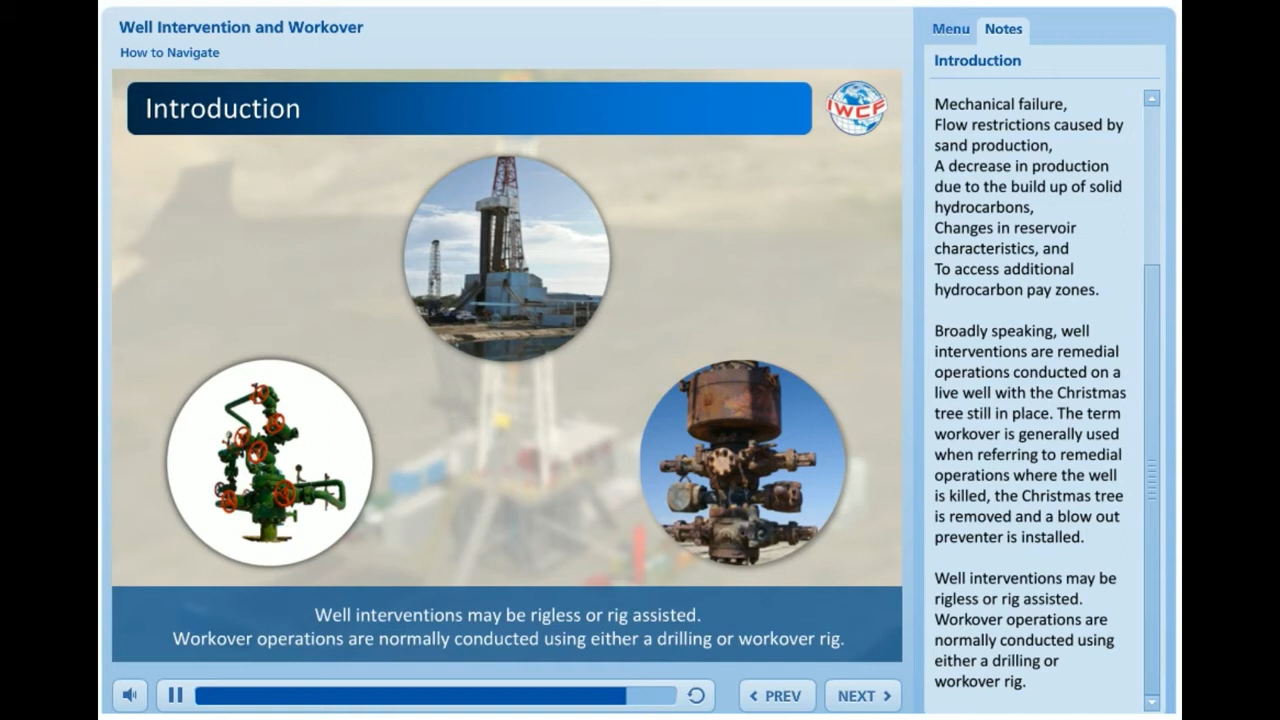 Well Intervention and Workover
How to Navigate
Introduction
IWCF
Well interventions may be rigless or rig assisted.
Workover operations are normally conducted using either a drilling or workover rig.
PREV
NEXT
Menu
Notes
Introduction
Mechanical failure,
Flow restrictions caused by
sand production,
A decrease in production
due to the build up of solid
hydrocarbons,
Changes in reservoir
characteristics, and
To access additional
hydrocarbon pay zones.
Broadly speaking, well
interventions are remedial
operations conducted on a
live well with the Christmas
tree still in place. The term
workover is generally used
when referring to remedial
operations where the well
is killed, the Christmas tree
is removed and a blow out
preventer is installed.
Well interventions may be
rigless or rig assisted.
Workover operations are
normally conducted using
either a drilling or
workover rig.